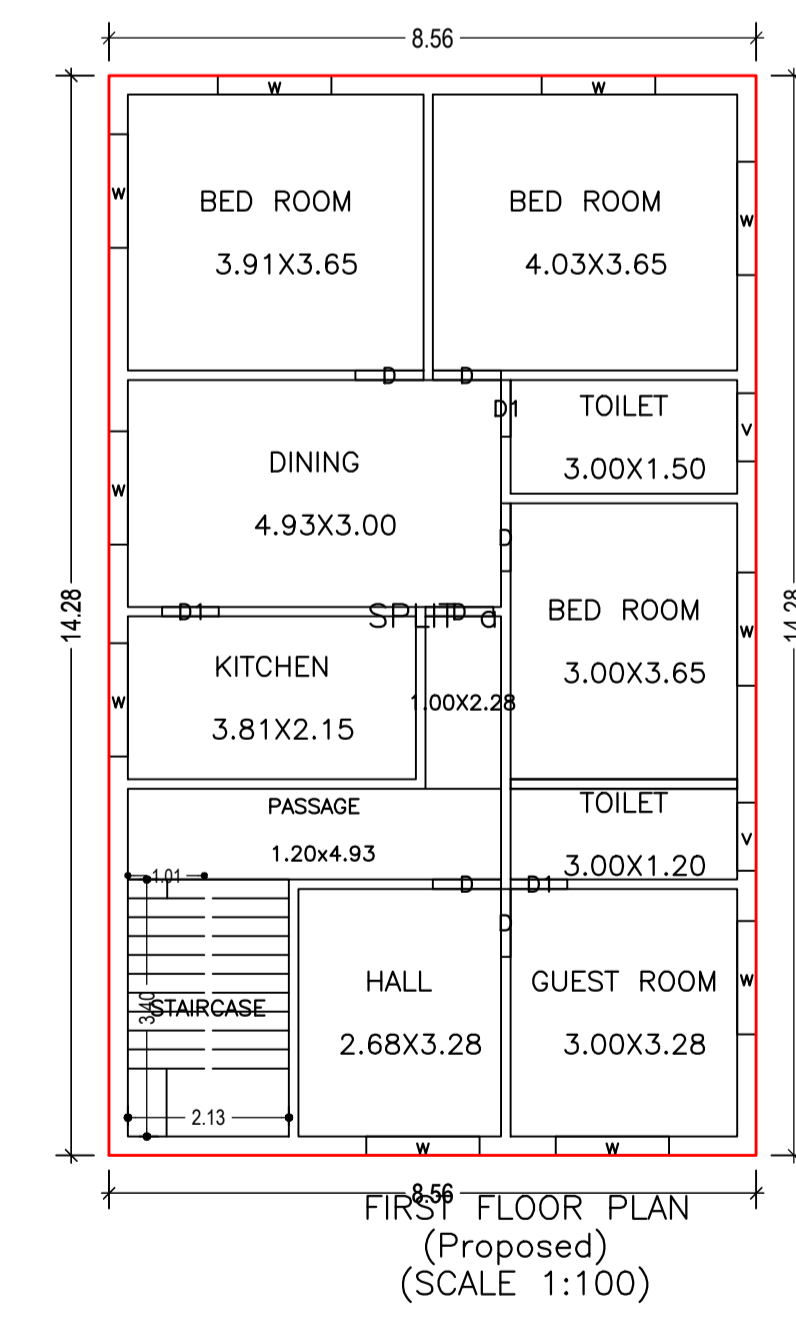 8.56
W
W
W
BED ROOM
3.91X3.65
BED ROOM
4.03X3.65
W
D
D
D1
TOILET
3.00X1.50
V
DINING
4.93X3.00
W
D
14.28
14.28
D1
SPLIT d
D
BED ROOM
3.00X3.65
W
KITCHEN
3.81X2.15
W
1.00X2.28
PASSAGE
1.20x4.93
TOILET
3.00X1.20
V
1.01
D
D1
D
HALL
2.68X3.28
GUEST ROOM
3.00X3.28
W
3.40
STAIRCASE
2.13
W
W
8.56
FIRST FLOOR PLAN
(Proposed)
(SCALE 1:100)